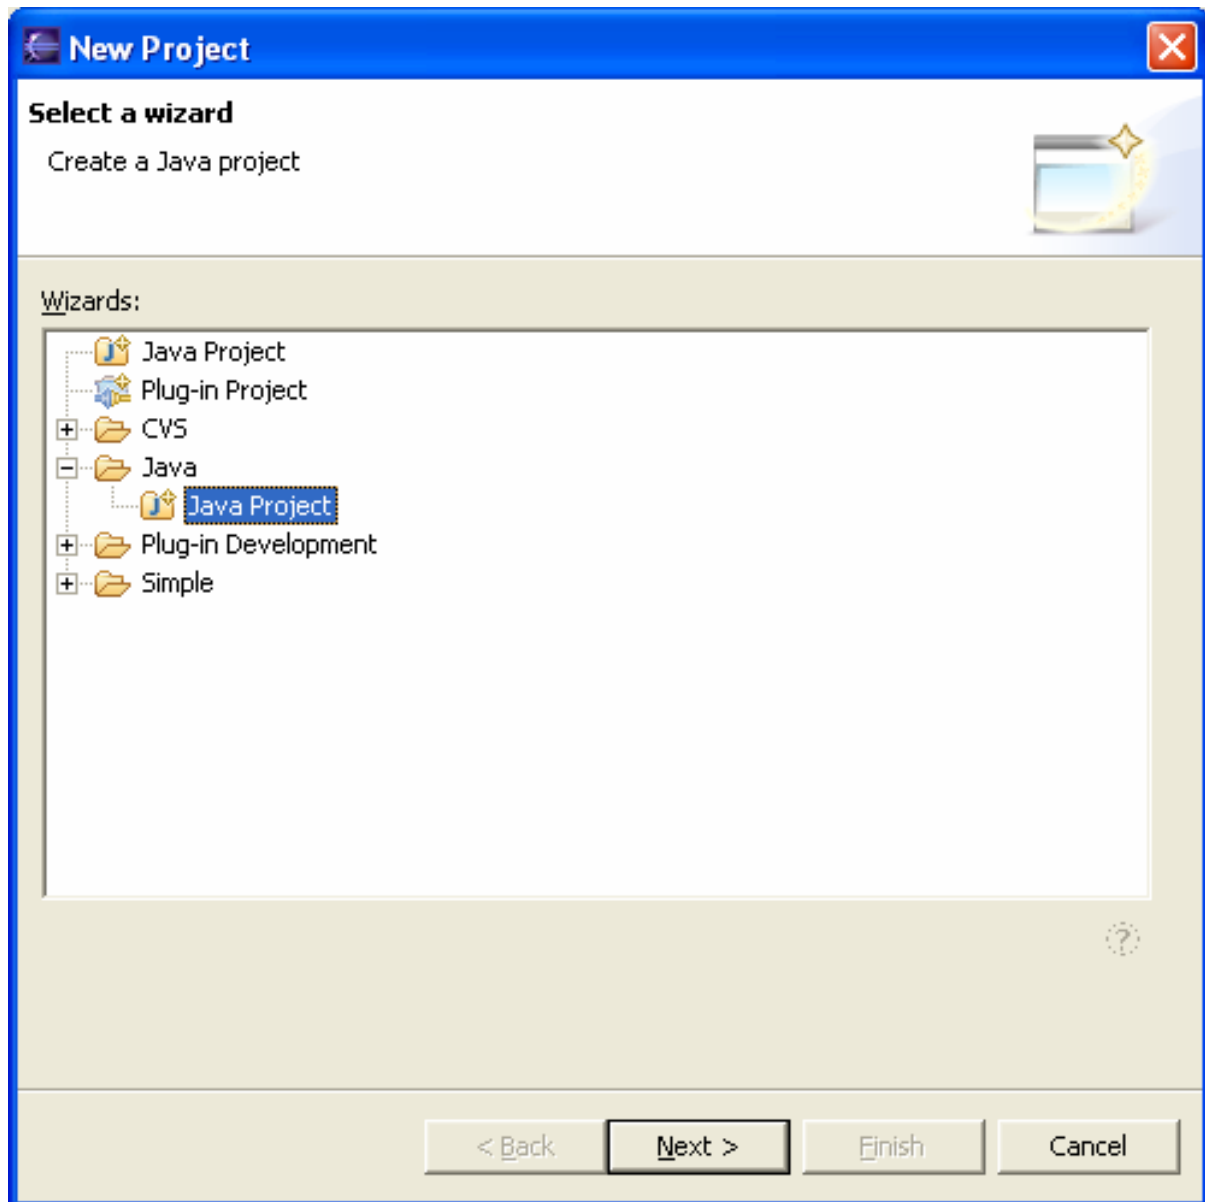 New Project
Select a wizard
Create a Java project
Wizards:
Java Project
Plug-in Project
CVS
Java
Java Project
Plug-in Development
Simple
< Back Next > Finish Cancel